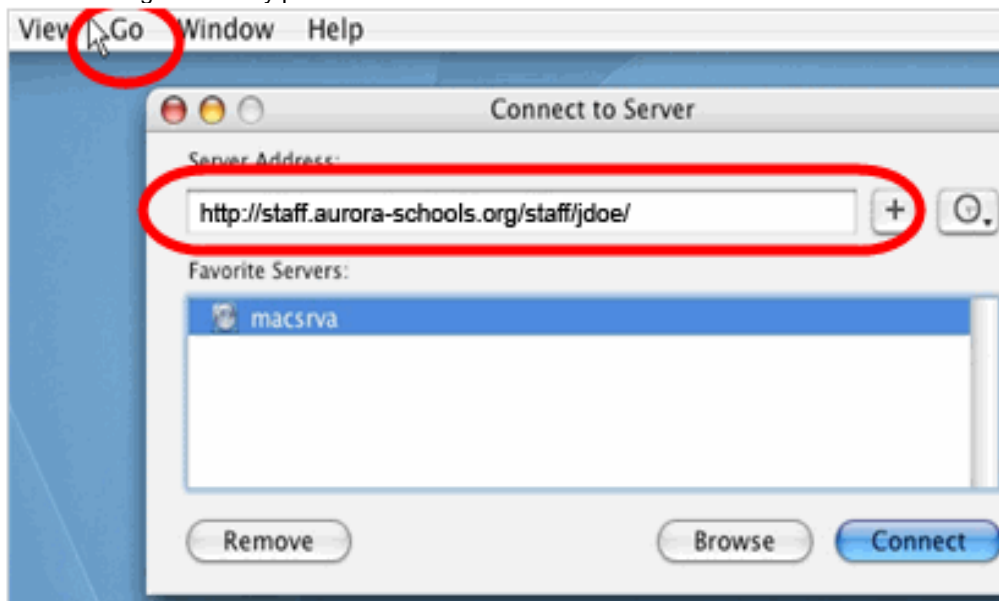 View Go Window Help
Connect to Server
Server Address:
http://staff.aurora-schools.org/staff/jdoe/
+
Favorite Servers:
macsrva
Remove Browse Connect